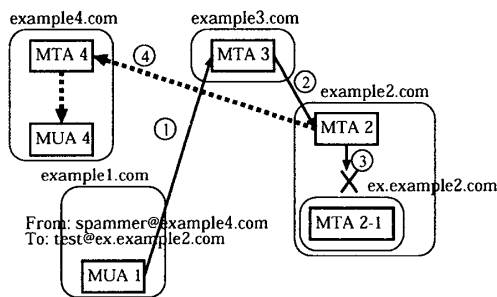 example4.com
MTA 4
MUA 4
example3.com
MTA 3
④
②
①
example2.com
MTA 2
③
ex.example2.com
MTA 2-1
example1.com
From: spammer@example4.com
To: test@ex.example2.com
MUA 1